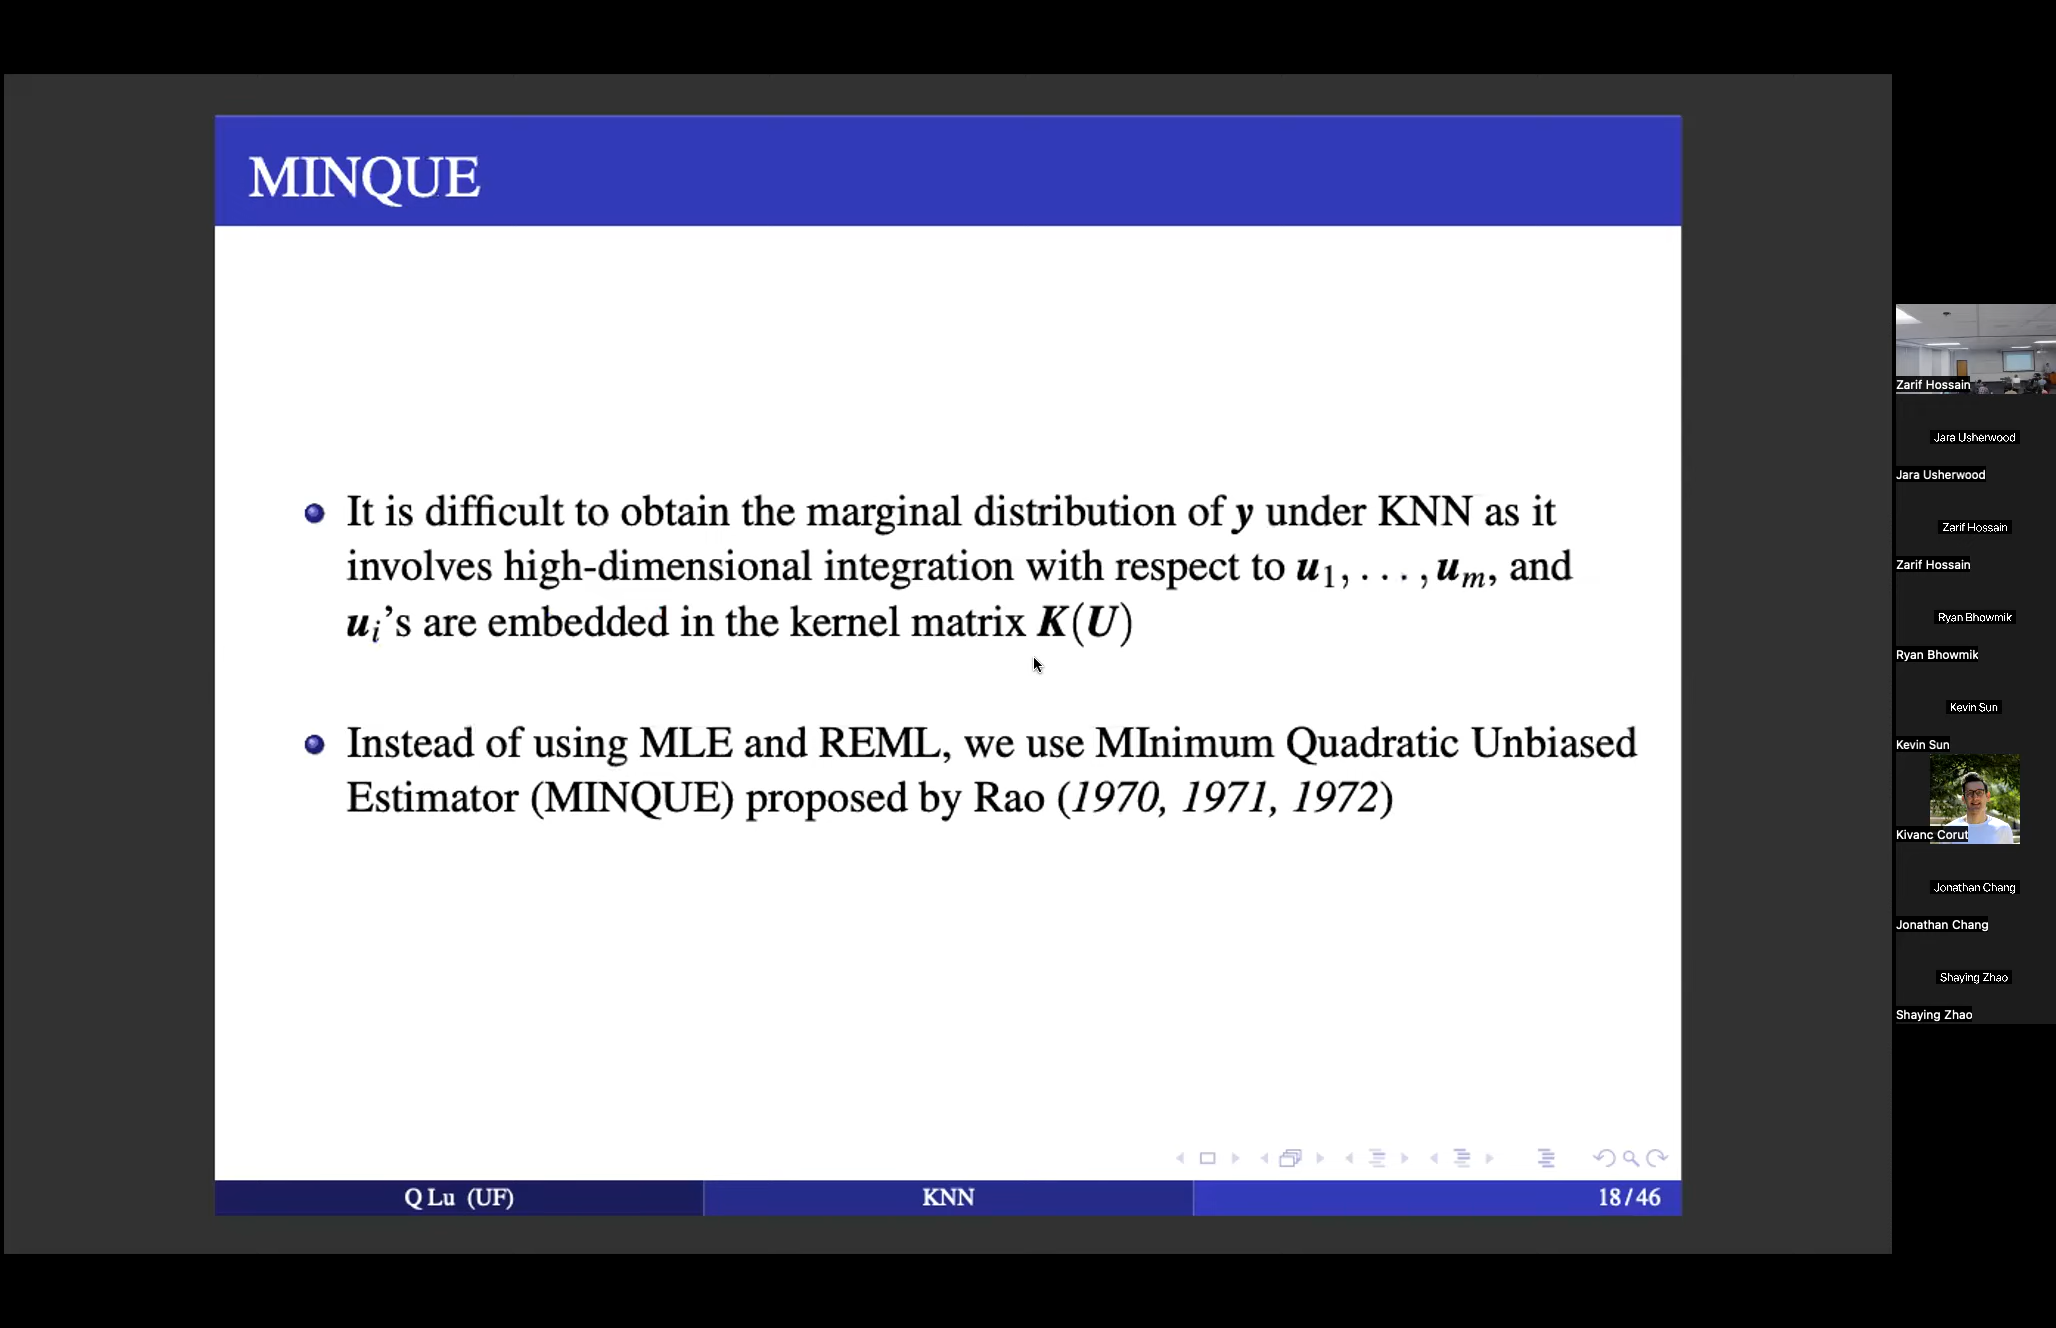 MINQUE
It is difficult to obtain the marginal distribution of y under KNN as it
involves high-dimensional integration with respect to u1, . . . , um, and
ui's are embedded in the kernel matrix K(U)
Instead of using MLE and REML, we use MInimum Quadratic Unbiased
Estimator (MINQUE) proposed by Rao (1970, 1971, 1972)
Q Lu (UF)
KNN
18 / 46
Zarif Hossain
Jara Usherwood
Jara Usherwood
Zarif Hossain
Zarif Hossain
Ryan Bhowmik
Ryan Bhowmik
Kevin Sun
Kevin Sun
Kivanc Corut
Jonathan Chang
Jonathan Chang
Shaying Zhao
Shaying Zhao